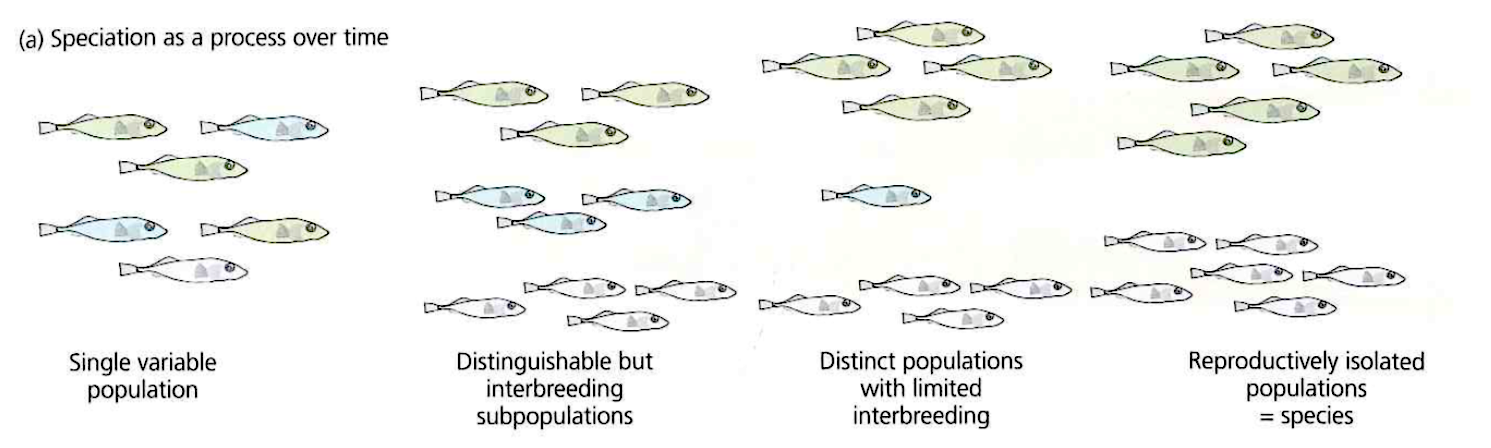 (a) Speciation as a process over time
Single variable
population
Distinguishable but
interbreeding
subpopulations
Distinct populations
with limited
interbreeding
Reproductively isolated
populations
= species